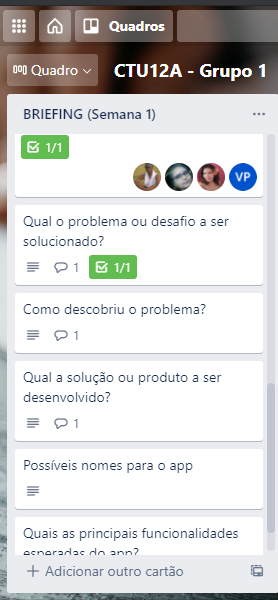 Quadros
Quadro
CTU12A - Grupo 1
BRIEFING (Semana 1)
1/1
VP
Qual o problema ou desafio a ser
solucionado?
1
1/1
Como descobriu o problema?
1
Qual a solução ou produto a ser
desenvolvido?
1
Possíveis nomes para o app
Quais as principais funcionalidades
esperadas do app?
+ Adicionar outro cartão